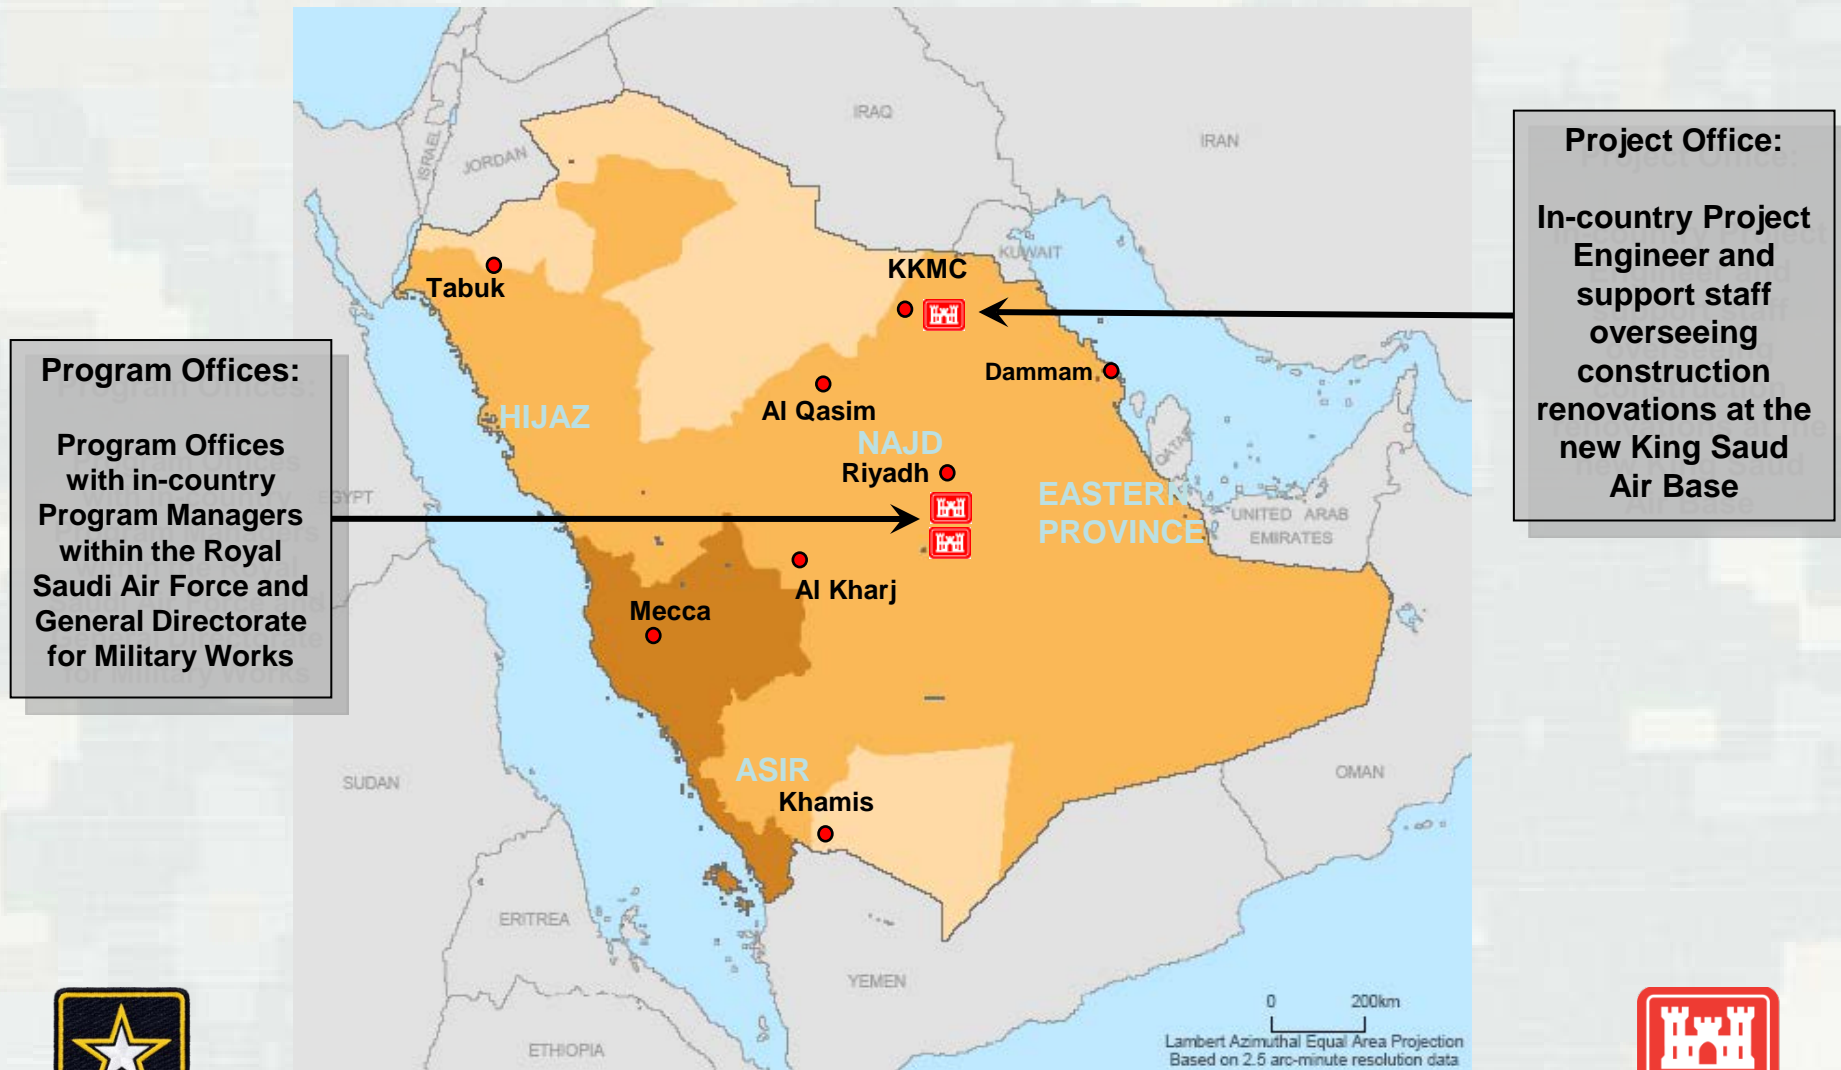 IRAQ
IRAN
ISRAEL
JORDAN
KUWAIT
Project Office:
In-country Project
Engineer and
support staff
overseeing
construction
renovations at the
new King Saud
Air Base
Tabuk
KKMC
Dammam
Al Qasim
HIJAZ
NAJD
Riyadh
QATAR
EASTERN
PROVINCE
UNITED ARAB
EMIRATES
Program Offices:
Program Offices
with in-country
Program Managers
within the Royal
Saudi Air Force and
General Directorate
for Military Works
EGYPT
Al Kharj
Mecca
ASIR
Khamis
SUDAN
OMAN
ERITREA
YEMEN
ETHIOPIA
0 200km
Lambert Azimuthal Equal Area Projection
Based on 2.5 arc-minute resolution data